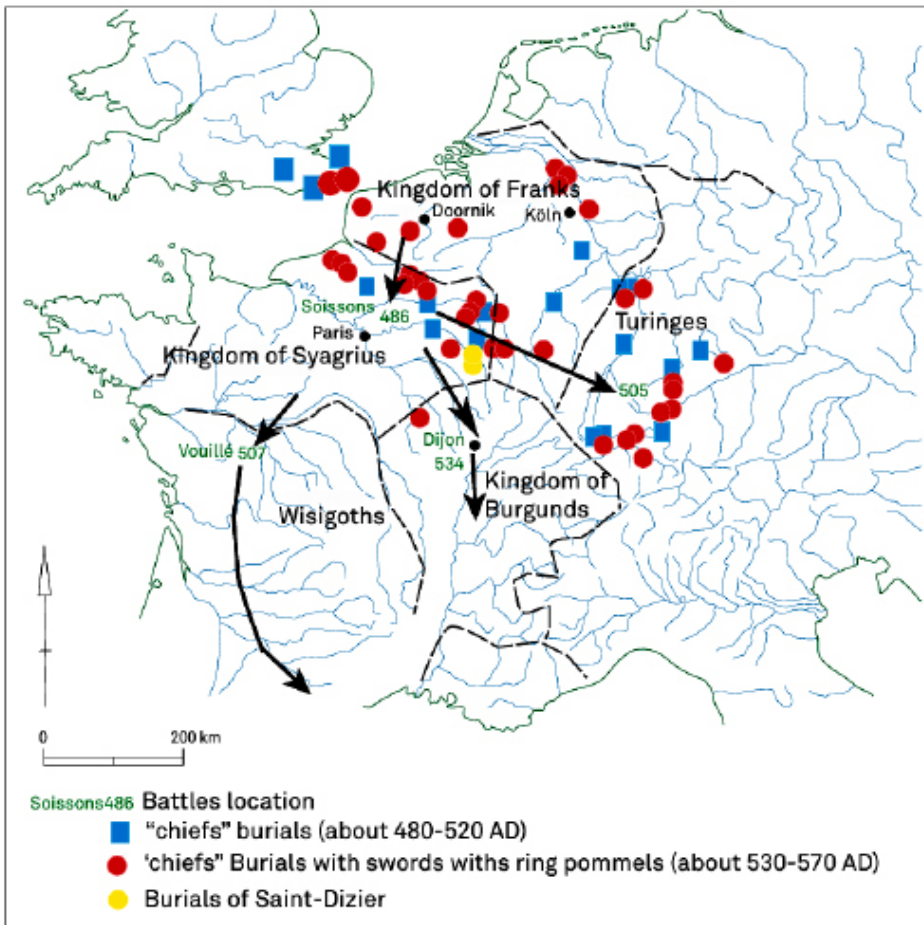 Kingdom of Franks
Doornik
Köln
Soissons
486
Turinges
Paris
Kingdom of Syagrius
505
Dijon
534
Vouillé 507
Kingdom of
Burgunds
Wisigoths
0
200 km
Soissons486 Battles location
"chiefs" burials (about 480-520 AD)
'chiefs" Burials with swords withs ring pommels (about 530-570 AD)
Burials of Saint-Dizier